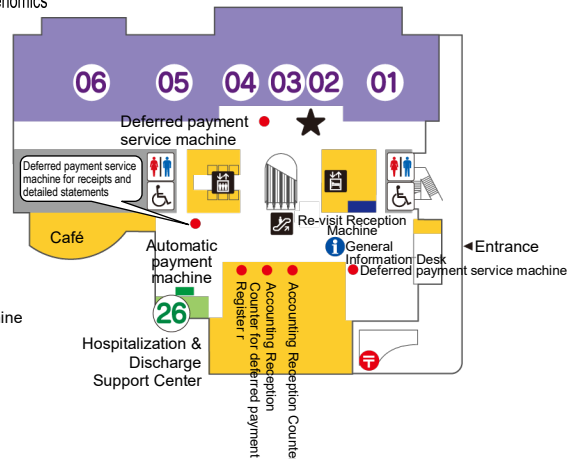 enomics
06
05
04
03
02
01
Deferred payment
service machine
Deferred payment service
machine for receipts and
detailed statements
Re-visit Reception
Machine
General
Information Desk
Deferred payment service machine
Entrance
Café
Automatic
payment
machine
26
Hospitalization &
Discharge
Support Center
ine
Register r
Counter for deferred payment
Accounting Reception
Accounting Reception Counte